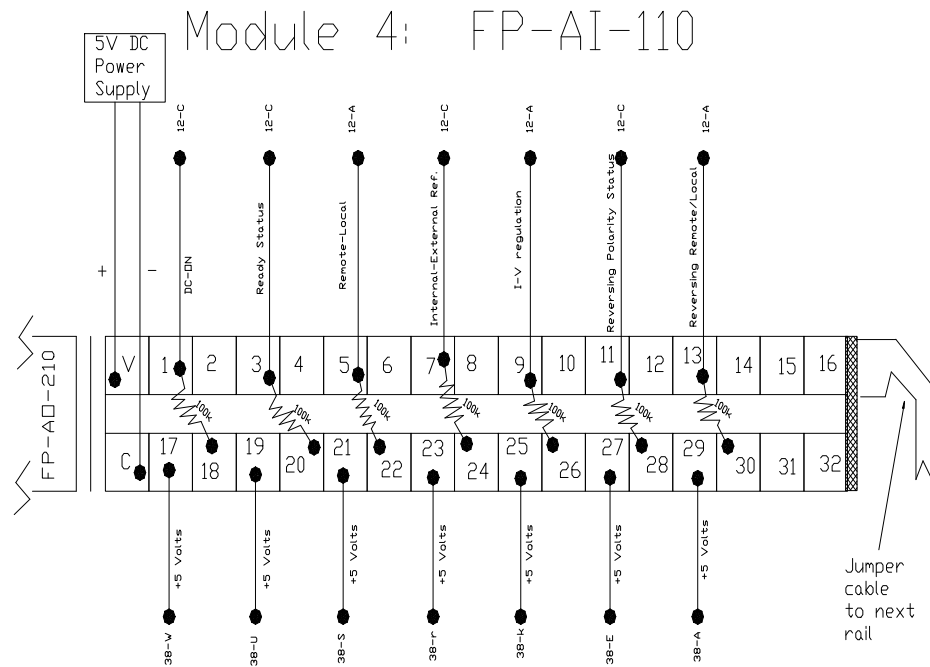 Module 4: FP-AI-110
5V DC
Power
Supply
12-C
12-C
12-A
12-C
12-A
12-C
12-A
+
-
DC-ON
Ready Status
Remote-Local
Internal-External Ref.
I-V regulation
Reversing Polarity Status
Reversing Remote/Local
FP-AO-210
V 1 2 3 4 5 6 7 8 9 10 11 12 13 14 15 16
100k 100k 100k 100k 100k 100k 100k
C 17 18 19 20 21 22 23 24 25 26 27 28 29 30 31 32
+5 Volts
+5 Volts
+5 Volts
+5 Volts
+5 Volts
+5 Volts
+5 Volts
38-W
38-U
38-S
38-r
38-k
38-E
38-A
Jumper
cable
to next
rail